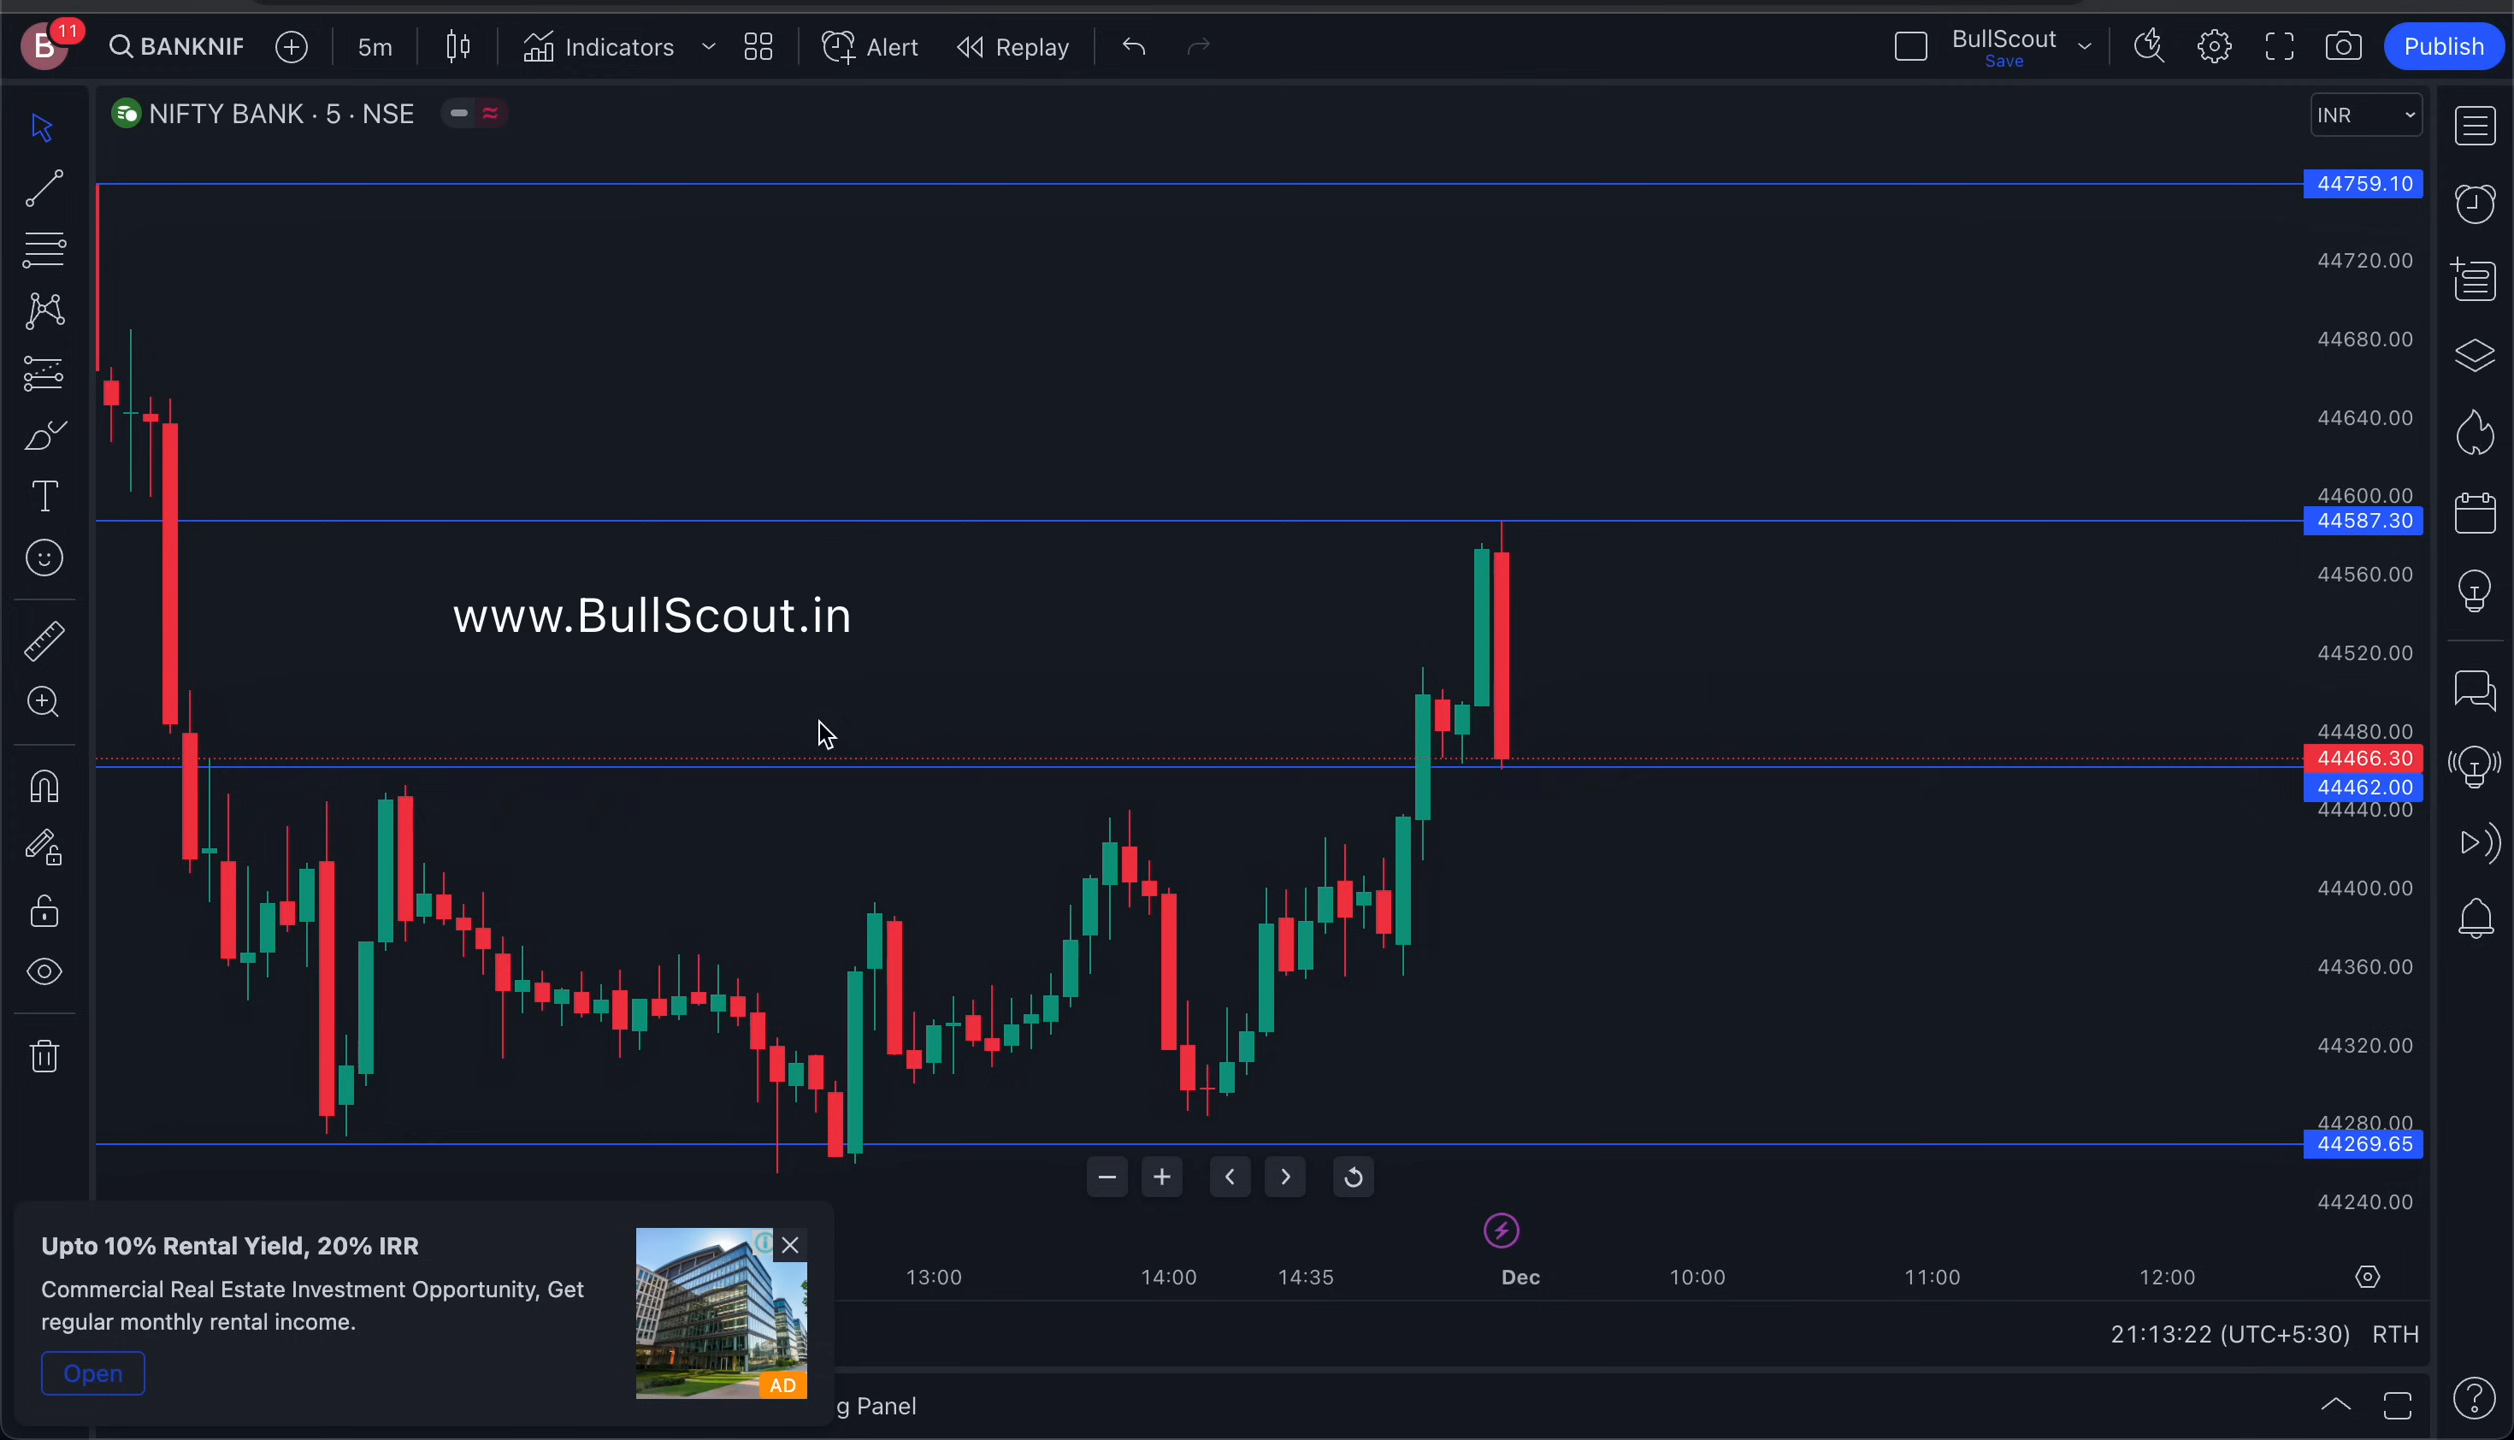 B 11 BANKNIF 5m Indicators Alert Replay BullScout Save Publish
NIFTY BANK · 5 · NSE
INR
44759.10
44720.00
44680.00
44640.00
44600.00
44587.30
44560.00
www.BullScout.in
44520.00
44480.00
44466.30
44462.00
44440.00
44400.00
44360.00
44320.00
44280.00
44269.65
44240.00
Upto 10% Rental Yield, 20% IRR
Commercial Real Estate Investment Opportunity, Get
regular monthly rental income.
Open
AD
13:00 14:00 14:35 Dec 10:00 11:00 12:00
21:13:22 (UTC+5:30) RTH
g Panel